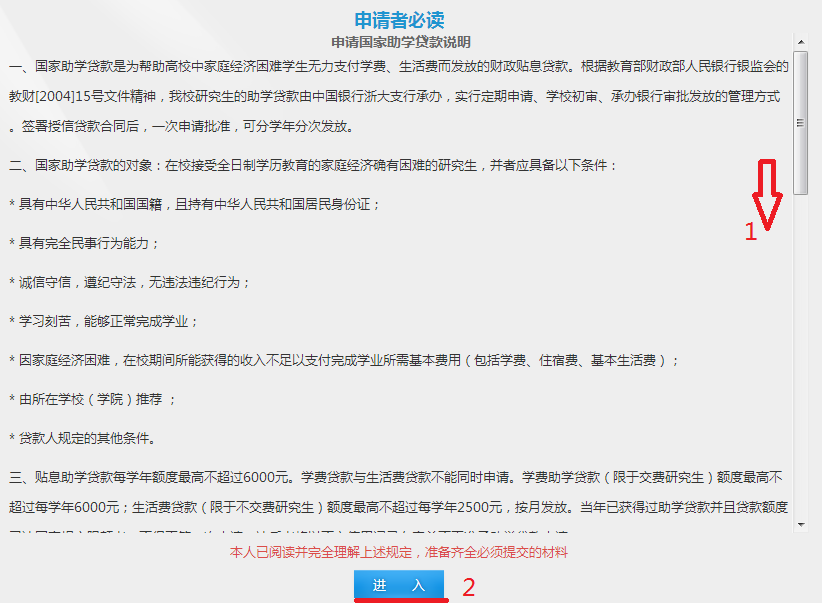 申请者必读
申请国家助学贷款说明
一、国家助学贷款是为帮助高校中家庭经济困难学生无力支付学费、生活费而发放的财政贴息贷款。根据教育部财政部人民银行银监会的
教财[2004]15号文件精神，我校研究生的助学贷款由中国银行浙大支行承办，实行定期申请、学校初审、承办银行审批发放的管理方式
。签署授信贷款合同后，一次申请批准，可分学年分次发放。
二、国家助学贷款的对象：在校接受全日制学历教育的家庭经济确有困难的研究生，并者应具备以下条件：
* 具有中华人民共和国国籍，且持有中华人民共和国居民身份证；
* 具有完全民事行为能力；
* 诚信守信，遵纪守法，无违法违纪行为；
* 学习刻苦，能够正常完成学业；
* 因家庭经济困难，在校期间所能获得的收入不足以支付完成学业所需基本费用（包括学费、住宿费、基本生活费）；
* 由所在学校（学院）推荐 ；
* 贷款人规定的其他条件。
三、贴息助学贷款每学年额度最高不超过6000元。学费贷款与生活费贷款不能同时申请。学费助学贷款（限于交费研究生）额度最高不
超过每学年6000元；生活费贷款（限于不交费研究生）额度最高不超过每学年2500元，按月发放。当年已获得过助学贷款并且贷款额度
本人已阅读并完全理解上述规定，准备齐全必须提交的材料
进 入
1
2